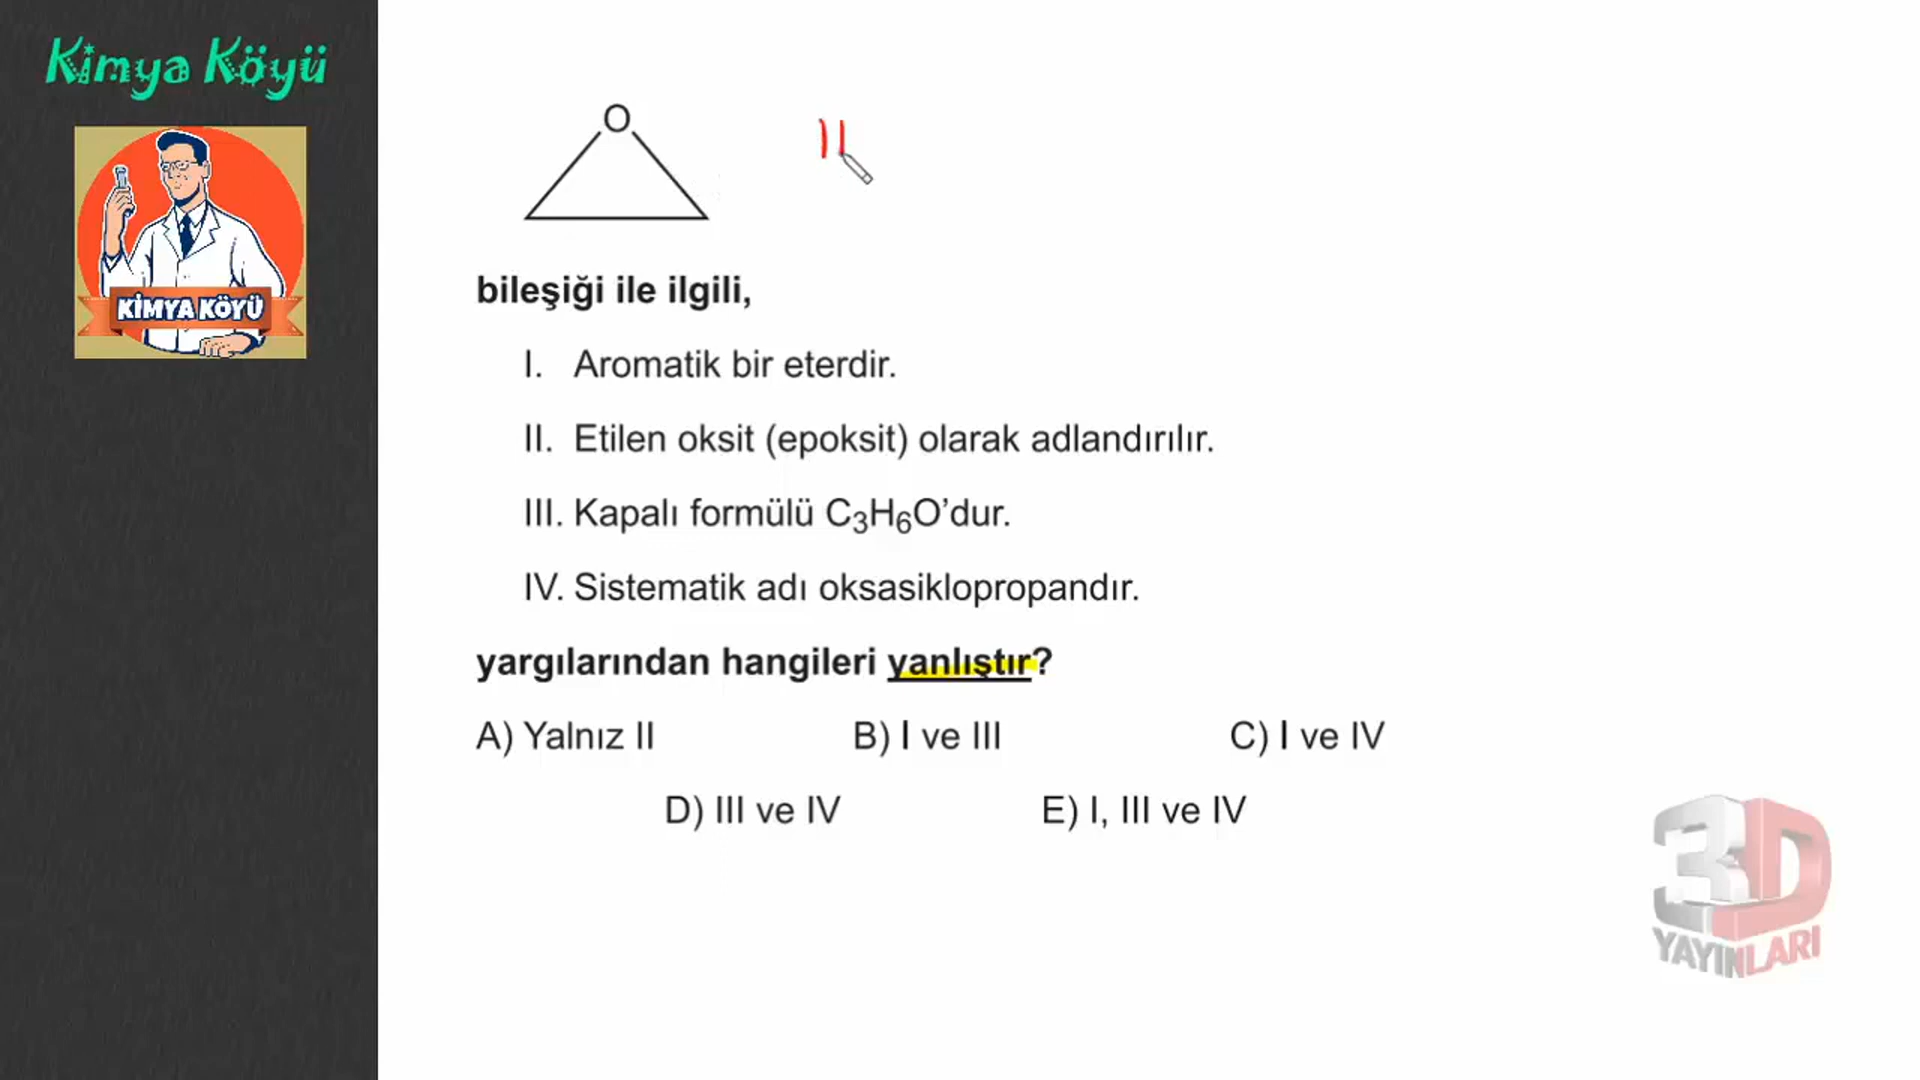 Kimya Köyü
KİMYA KÖYÜ
O
bileşiği ile ilgili,
I. Aromatik bir eterdir.
II. Etilen oksit (epoksit) olarak adlandırılır.
III. Kapalı formülü C₃H₆O’dur.
IV. Sistematik adı oksasiklopropandır.
yargılarından hangileri yanlıştır?
A) Yalnız II B) I ve III C) I ve IV
D) III ve IV E) I, III ve IV
3D
YAYINLARI